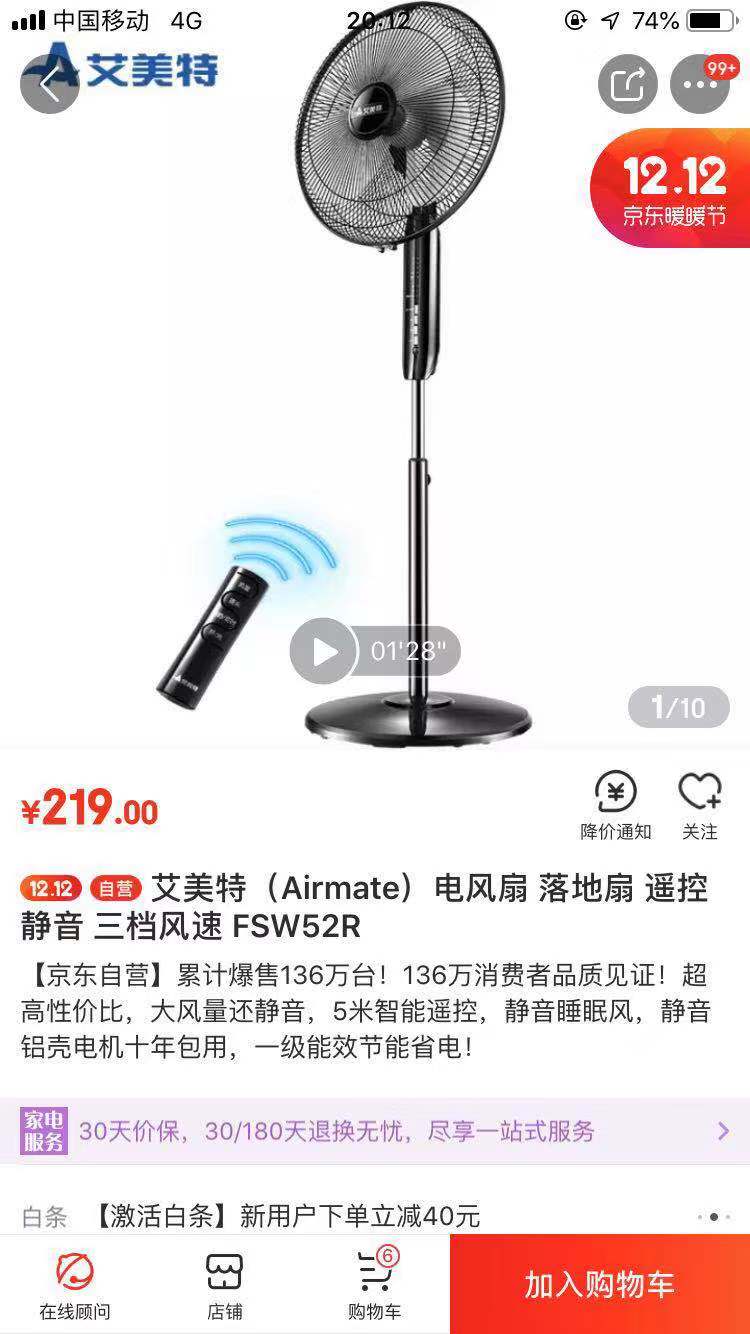 中国移动 4G 20:12 74%
艾美特
99+
12.12
京东暖暖节
艾美特
艾美特
01'28"
1/10
¥219.00
降价通知 关注
12.12 自营 艾美特（Airmate）电风扇 落地扇 遥控
静音 三档风速 FSW52R
【京东自营】累计爆售136万台！136万消费者品质见证！超
高性价比，大风量还静音，5米智能遥控，静音睡眠风，静音
铝壳电机十年包用，一级能效节能省电！
家电
服务
30天价保，30/180天退换无忧，尽享一站式服务
白条 【激活白条】新用户下单立减40元
6
在线顾问 店铺 购物车 加入购物车